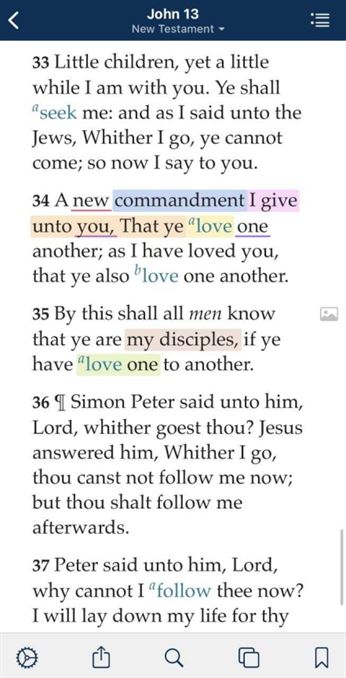 John 13
New Testament
33 Little children, yet a little
while I am with you. Ye shall
a seek me: and as I said unto the
Jews, Whither I go, ye cannot
come; so now I say to you.
34 A new commandment I give
unto you, That ye a love one
another; as I have loved you,
that ye also b love one another.
35 By this shall all men know
that ye are my disciples, if ye
have a love one to another.
36 ¶ Simon Peter said unto him,
Lord, whither goest thou? Jesus
answered him, Whither I go,
thou canst not follow me now;
but thou shalt follow me
afterwards.
37 Peter said unto him, Lord,
why cannot I a follow thee now?
I will lay down my life for thy